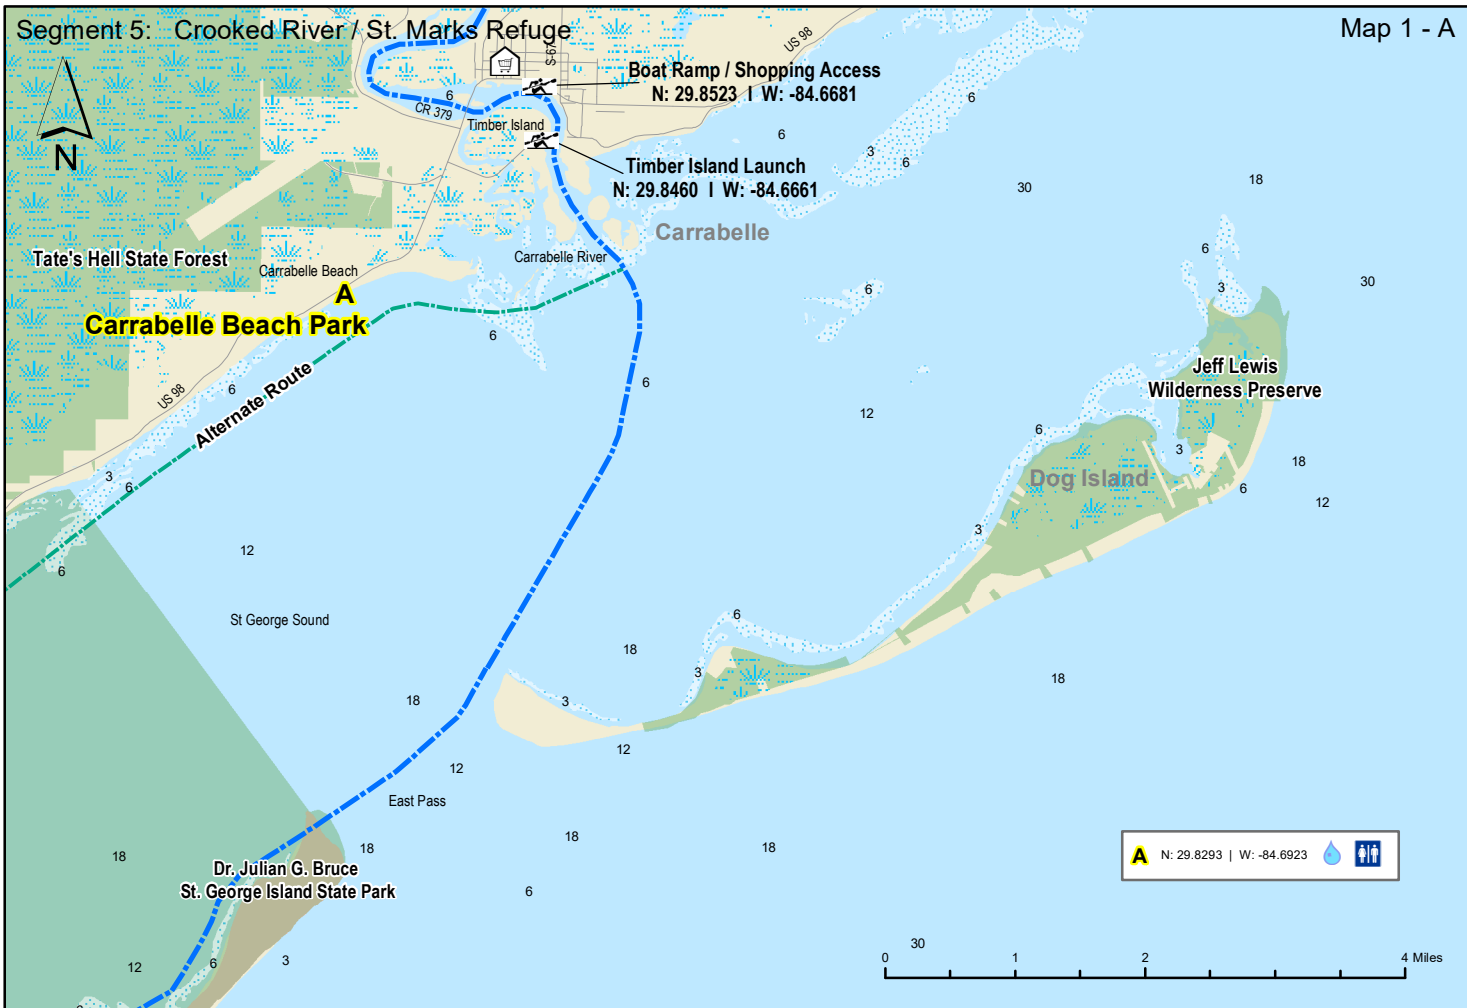 Segment 5: Crooked River / St. Marks Refuge
Map 1 - A
US 98
S-67
Boat Ramp / Shopping Access
N: 29.8523 I W: -84.6681
6
6
CR 379
Timber Island
6
3
6
Timber Island Launch
N: 29.8460 I W: -84.6661
N
30
18
Carrabelle
Tate's Hell State Forest
Carrabelle River
Carrabelle Beach
6
30
3
6
A
Carrabelle Beach Park
6
Jeff Lewis
Wilderness Preserve
6
6
US 98
Alternate Route
12
6
3
18
3
6
Dog Island
6
12
3
12
6
6
St George Sound
18
3
18
18
3
12
12
East Pass
18
18
18
18
Dr. Julian G. Bruce
St. George Island State Park
6
A N: 29.8293 | W: -84.6923
30
12
6
3
0 1 2 4 Miles